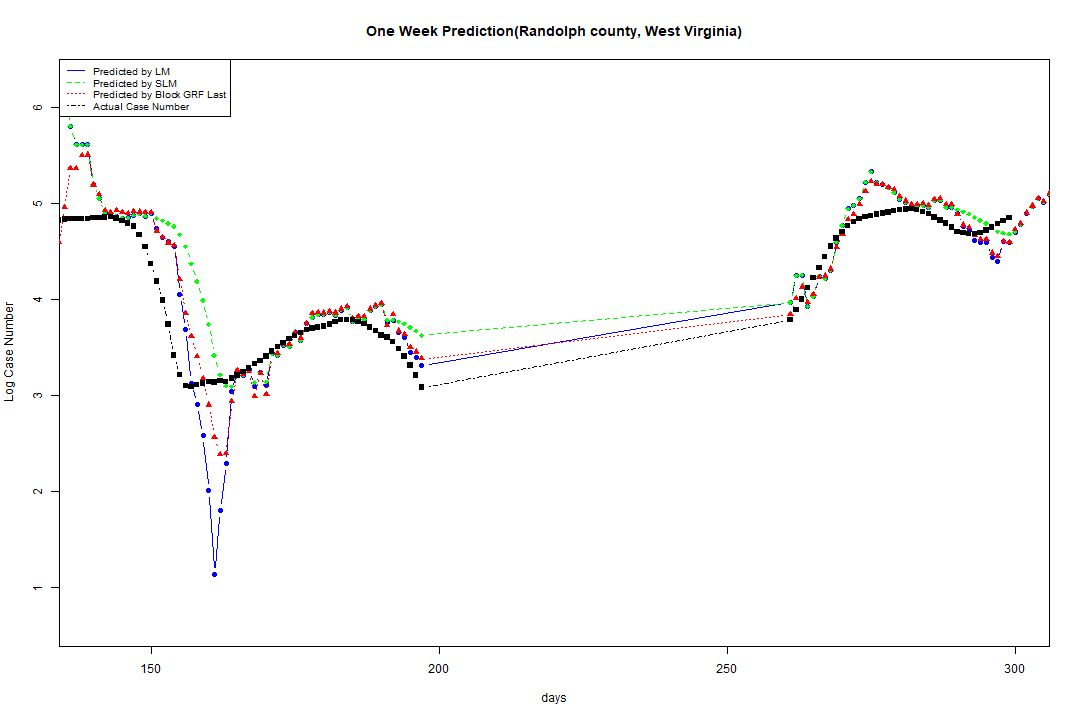 One Week Prediction(Randolph county, West Virginia)
Predicted by LM
Predicted by SLM
Predicted by Block GRF Last
Actual Case Number
6
5
4
3
2
1
Log Case Number
150
200
250
300
days